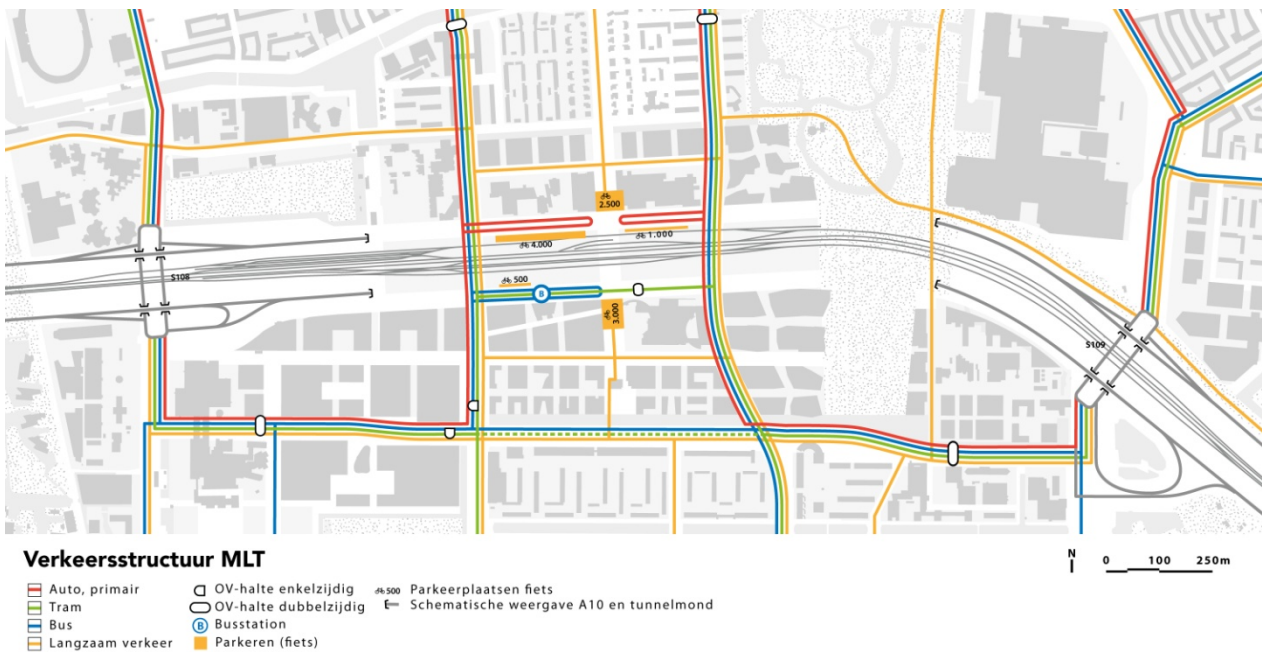 2.500
4.000
1.000
S108
500
B
3.000
S109
Verkeersstructuur MLT
Auto, primair
Tram
Bus
Langzaam verkeer
OV-halte enkelzijdig
OV-halte dubbelzijdig
B Busstation
Parkeren (fiets)
500 Parkeerplaatsen fiets
Schematische weergave A10 en tunnelmond
N
0 100 250m